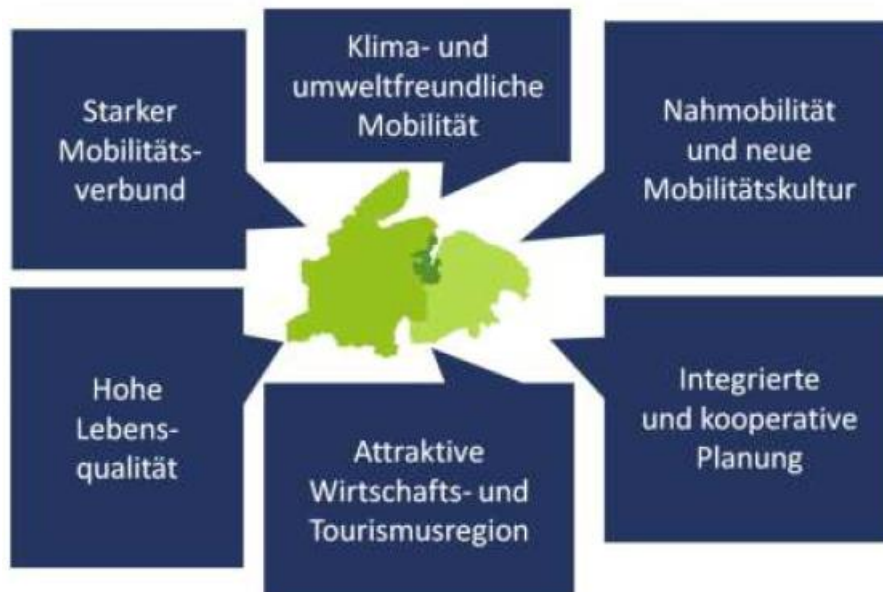 Starker
Mobilitäts-
verbund
Klima- und
umweltfreundliche
Mobilität
Nahmobilität
und neue
Mobilitätskultur
Hohe
Lebens-
qualität
Attraktive
Wirtschafts- und
Tourismusregion
Integrierte
und kooperative
Planung